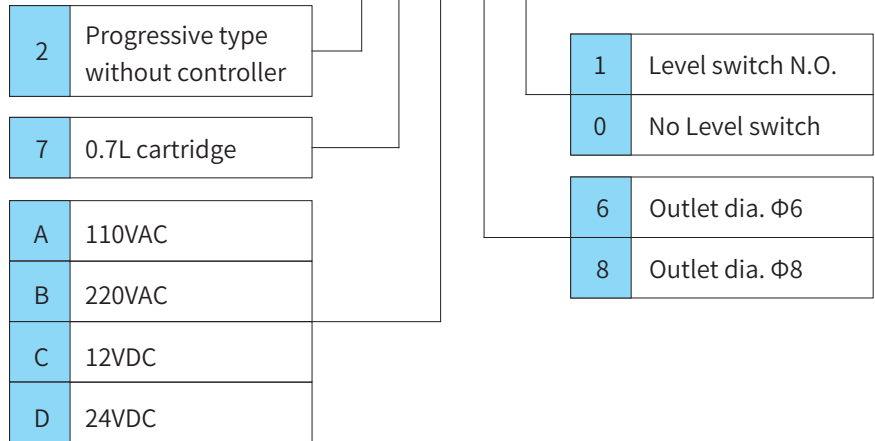 2 Progressive type
without controller
7 0.7L cartridge
A 110VAC
B 220VAC
C 12VDC
D 24VDC
1 Level switch N.O.
0 No Level switch
6 Outlet dia. Φ6
8 Outlet dia. Φ8